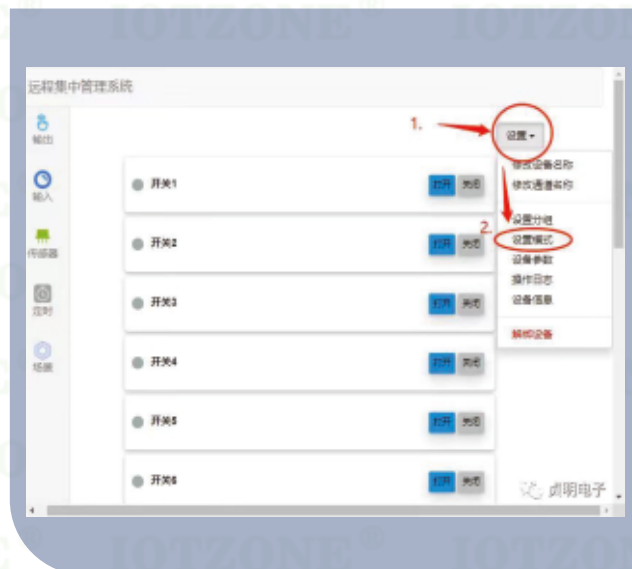 IOTZONE®
IOTZONE
远程集中管理系统
1.
设置
输出
修改设备名称
修改通道名称
开关1
打开 关闭
输入
设置分组
2.
设置模式
开关2
打开 关闭
传感器
设备参数
操作日志
设备信息
开关3
打开 关闭
定时
解绑设备
开关4
打开 关闭
场景
开关5
打开 关闭
开关6
打开 关闭
贞明电子
IOTZONE®
IOTZONE